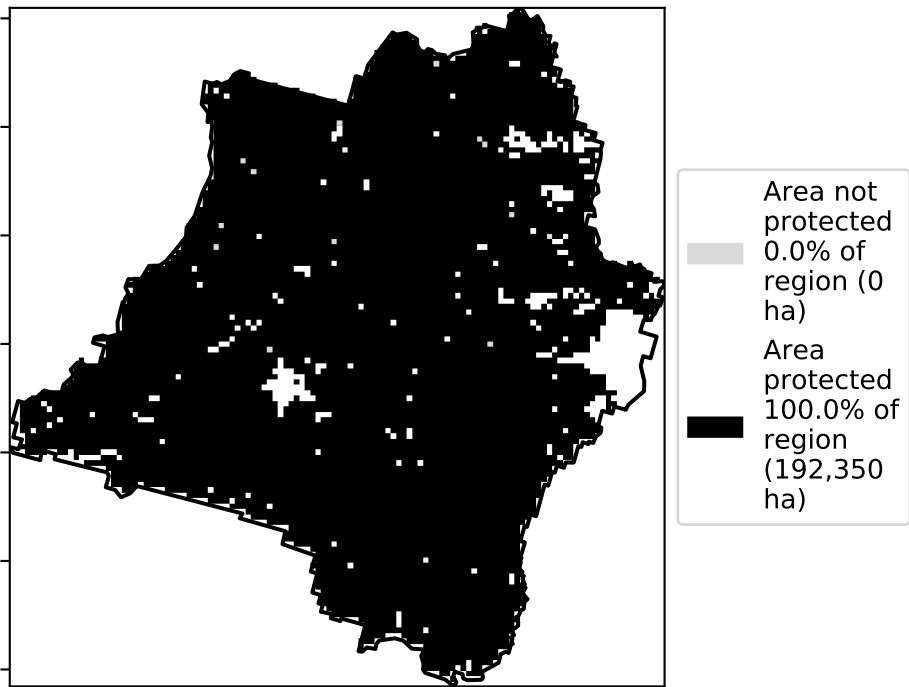 Area not
protected
0.0% of
region (0
ha)
Area
protected
100.0% of
region
(192,350
ha)